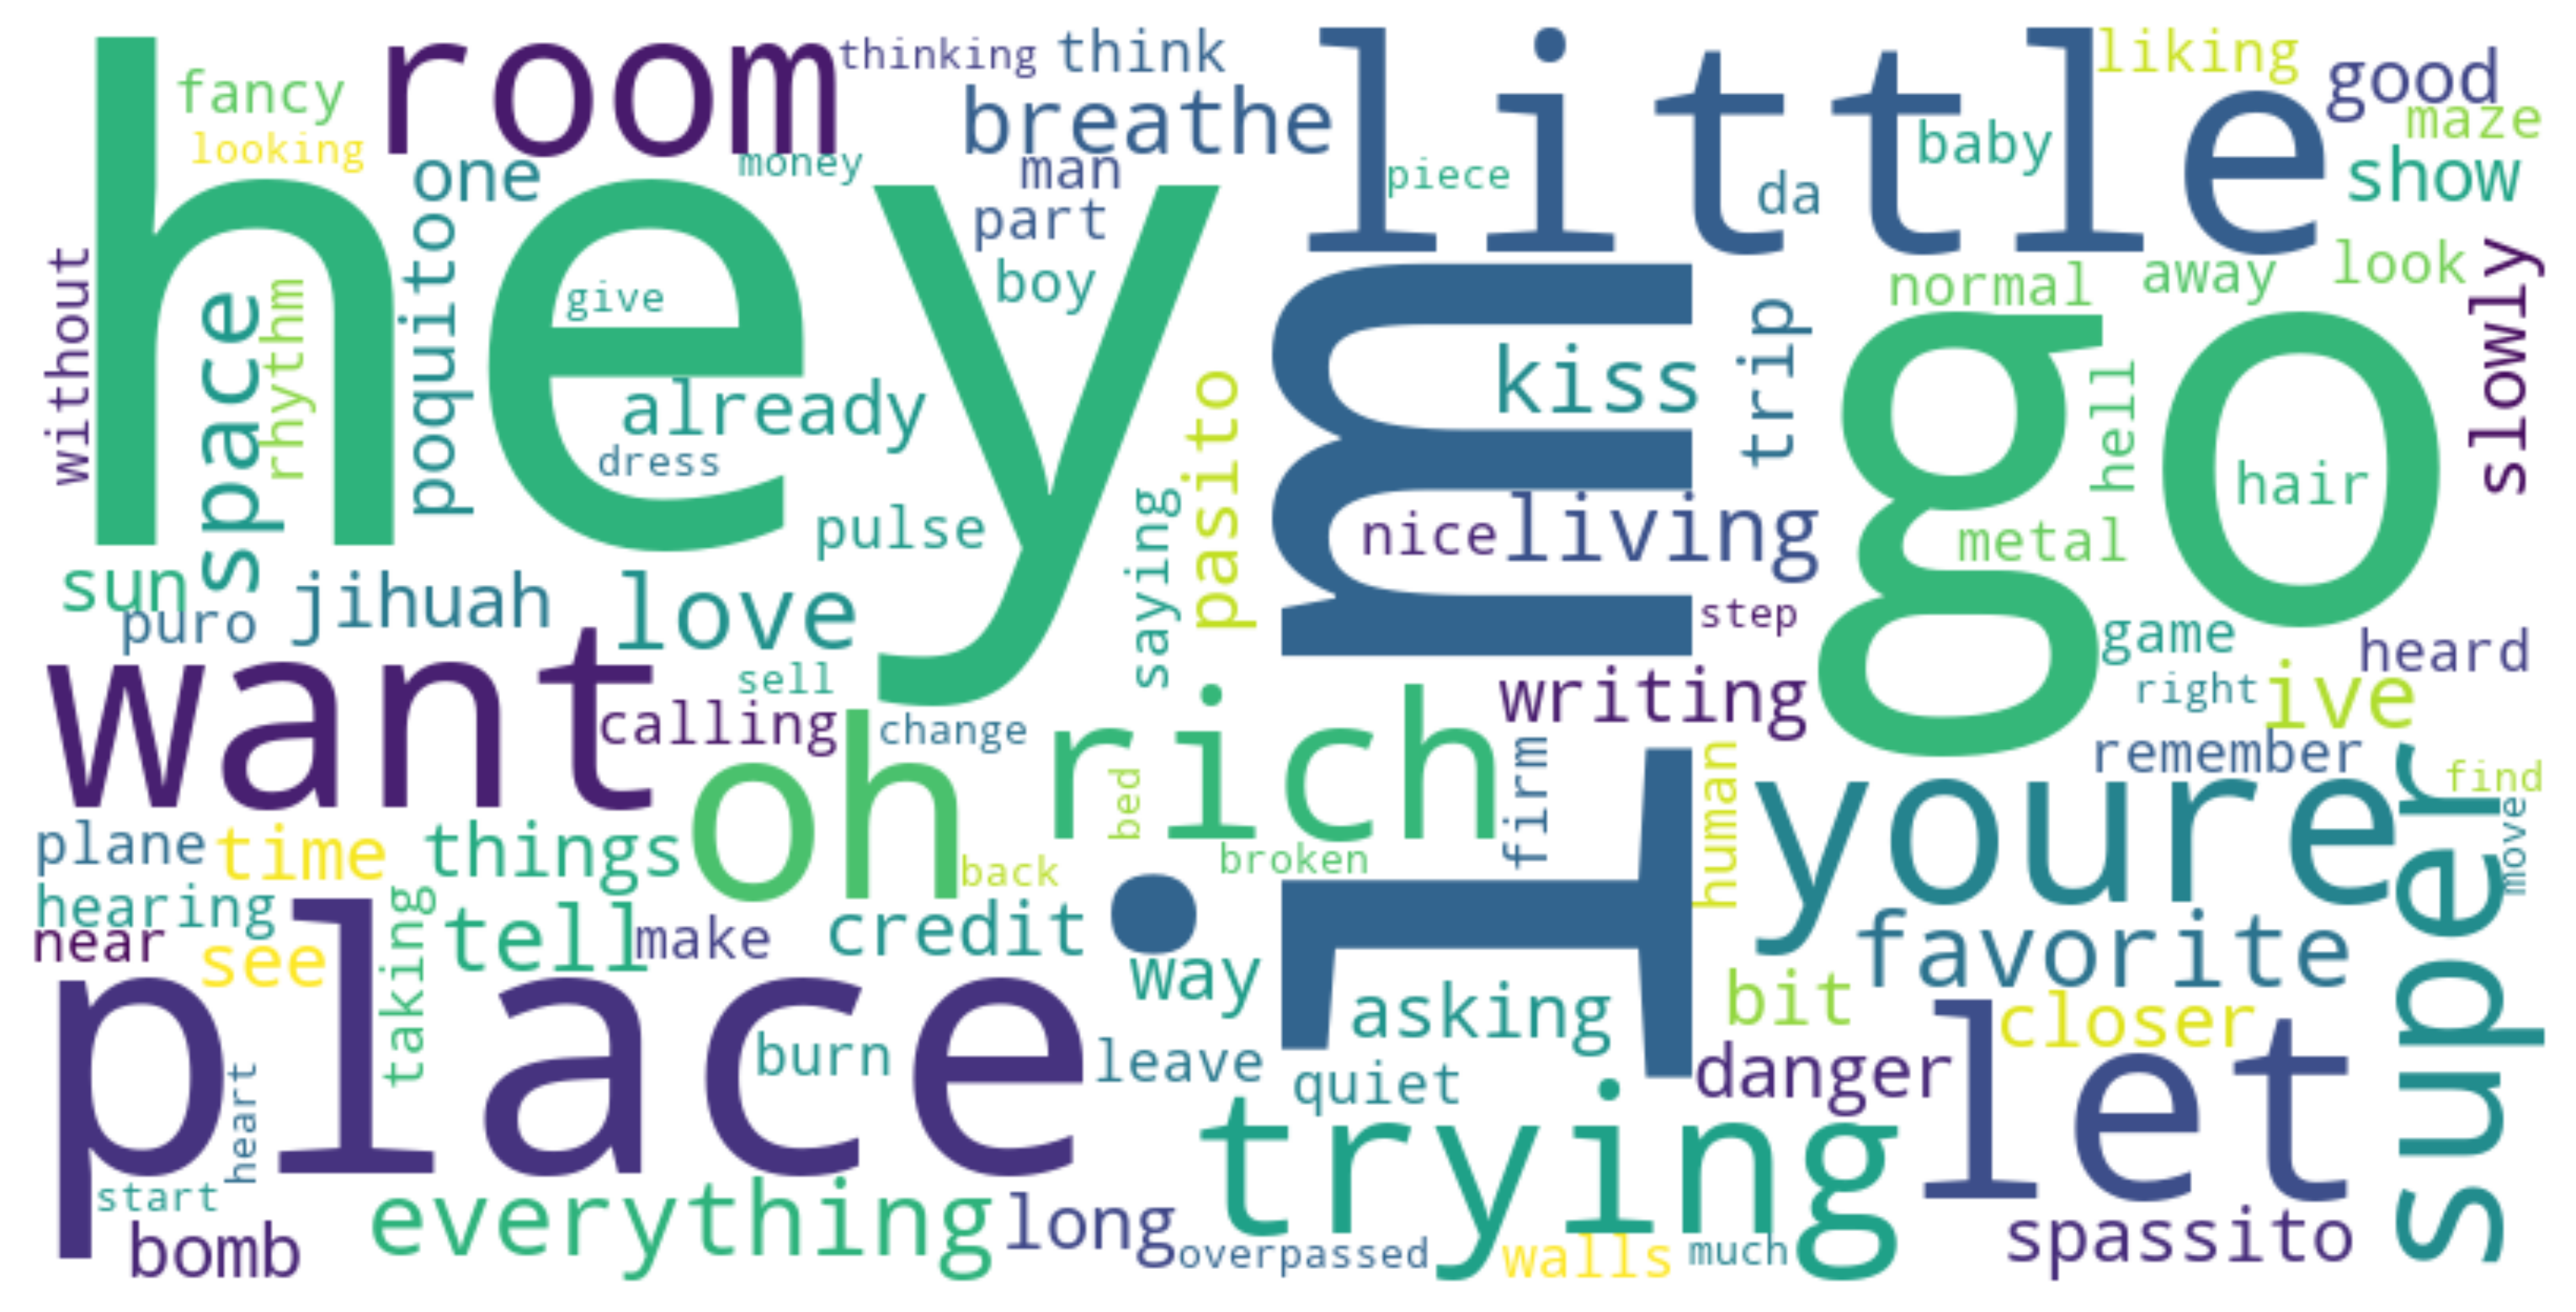 hey
room
thinking
think
little
liking
good
fancy
looking
one
money
breathe
man
part
boy
piece
da
baby
maze
show
without
space
rhythm
poquito
give
already
dress
pulse
im
kiss
trip
normal
away
look
slowly
go
hell
hair
metal
nice
living
step
saying
pasito
sun
puro
jihuah
love
want
calling
sell
change
oh
rich
bed
broken
back
writing
firm
human
game
heard
right
ive
remember
youre
find
move
super
plane
time
things
hearing
near
see
taking
tell
make
credit
way
asking
favorite
bit
closer
danger
let
place
burn
leave
quiet
heart
start
bomb
everything
long
overpassed
trying
walls
much
spassito